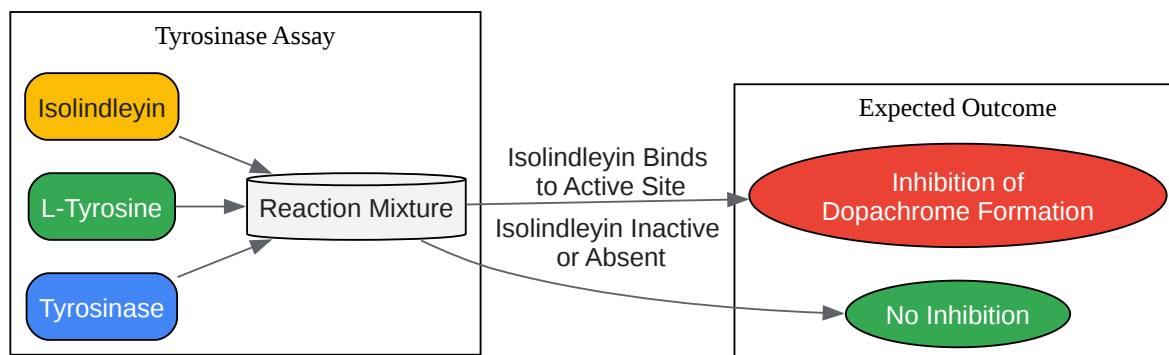 Tyrosinase Assay
Isolindleyin
L-Tyrosine
Tyrosinase
Reaction Mixture
Isolindleyin Binds
to Active Site
Isolindleyin Inactive
or Absent
Expected Outcome
Inhibition of
Dopachrome Formation
No Inhibition